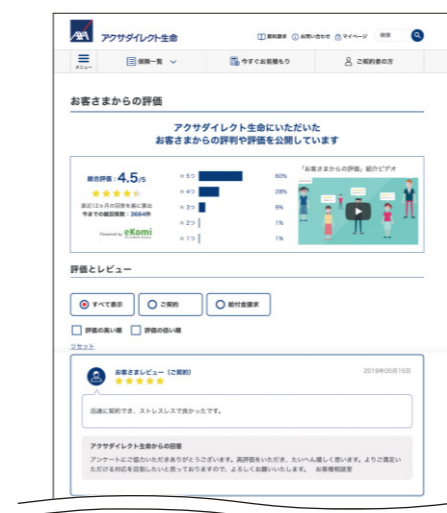 AXA アクサダイレクト生命
資料請求 お問い合わせ マイページ 検索
メニュー 保険一覧 今すぐお見積もり ご契約者の方
お客さまからの評価
アクサダイレクト生命にいただいた
お客さまからの評判や評価を公開しています
総合評価：4.5/5
直近12ヵ月の回答を基に算出
今までの総回答数：3664件
Powered by eKomi
★5つ 60%
★4つ 28%
★3つ 9%
★2つ 1%
★1つ 1%
「お客さまからの評価」紹介ビデオ
評価とレビュー
すべて表示 ご契約 給付金請求
評価の高い順 評価の低い順
リセット
お客さまレビュー（ご契約） 2019年05月15日
迅速に契約でき、ストレスレスで良かったです。
アクサダイレクト生命からの回答
アンケートにご協力いただきありがとうございます。高評価をいただき、たいへん嬉しく思います。よりご満足い
ただける対応を目指したいと思っておりますので、よろしくお願いいたします。 お客様相談室